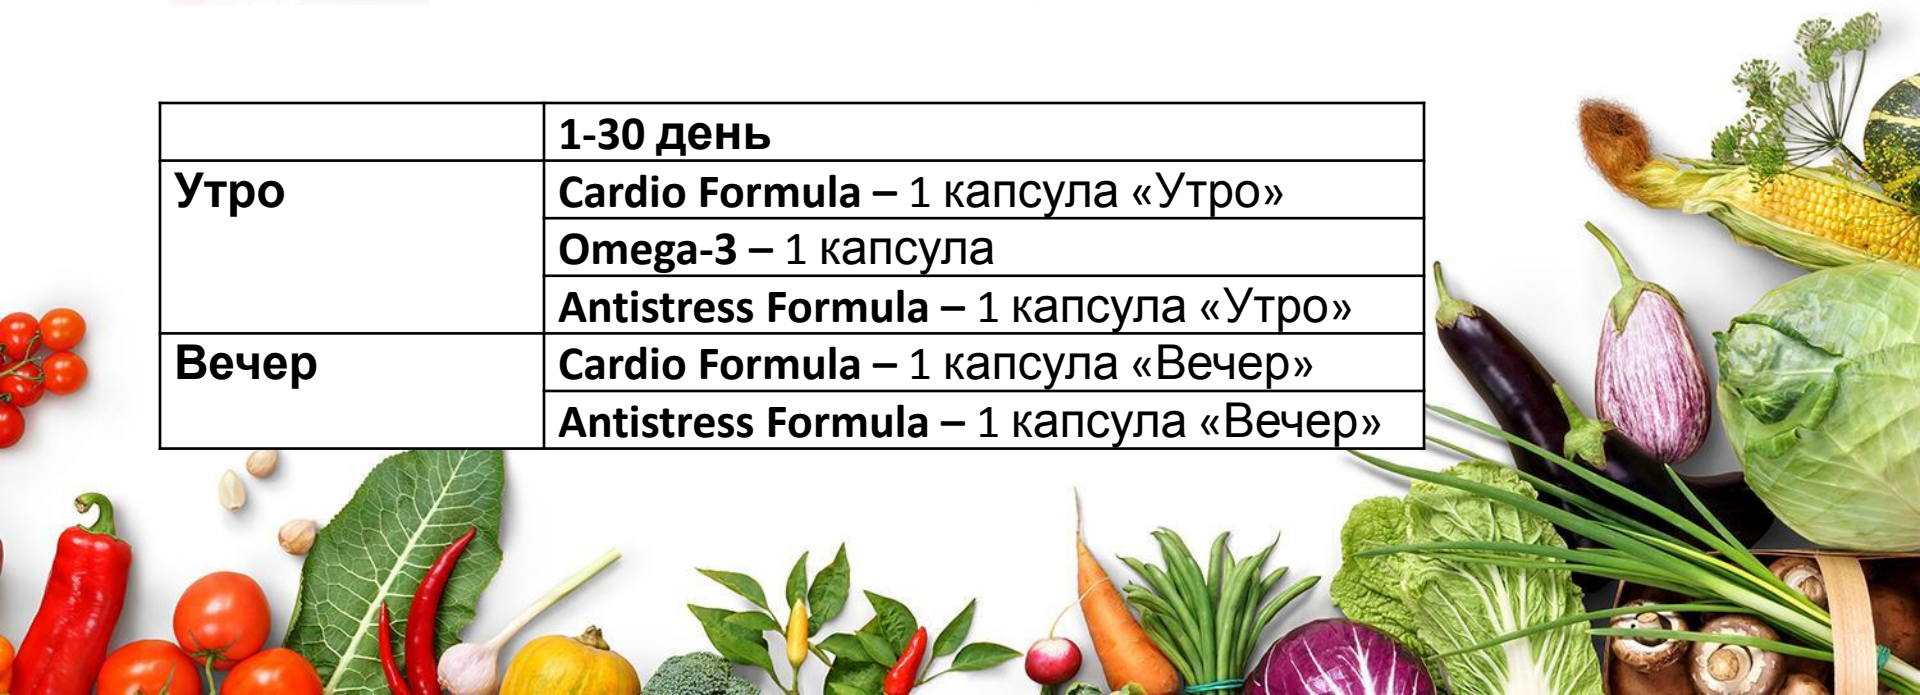 1-30 день
Утро
Cardio Formula – 1 капсула «Утро»
Omega-3 – 1 капсула
Antistress Formula – 1 капсула «Утро»
Вечер
Cardio Formula – 1 капсула «Вечер»
Antistress Formula – 1 капсула «Вечер»